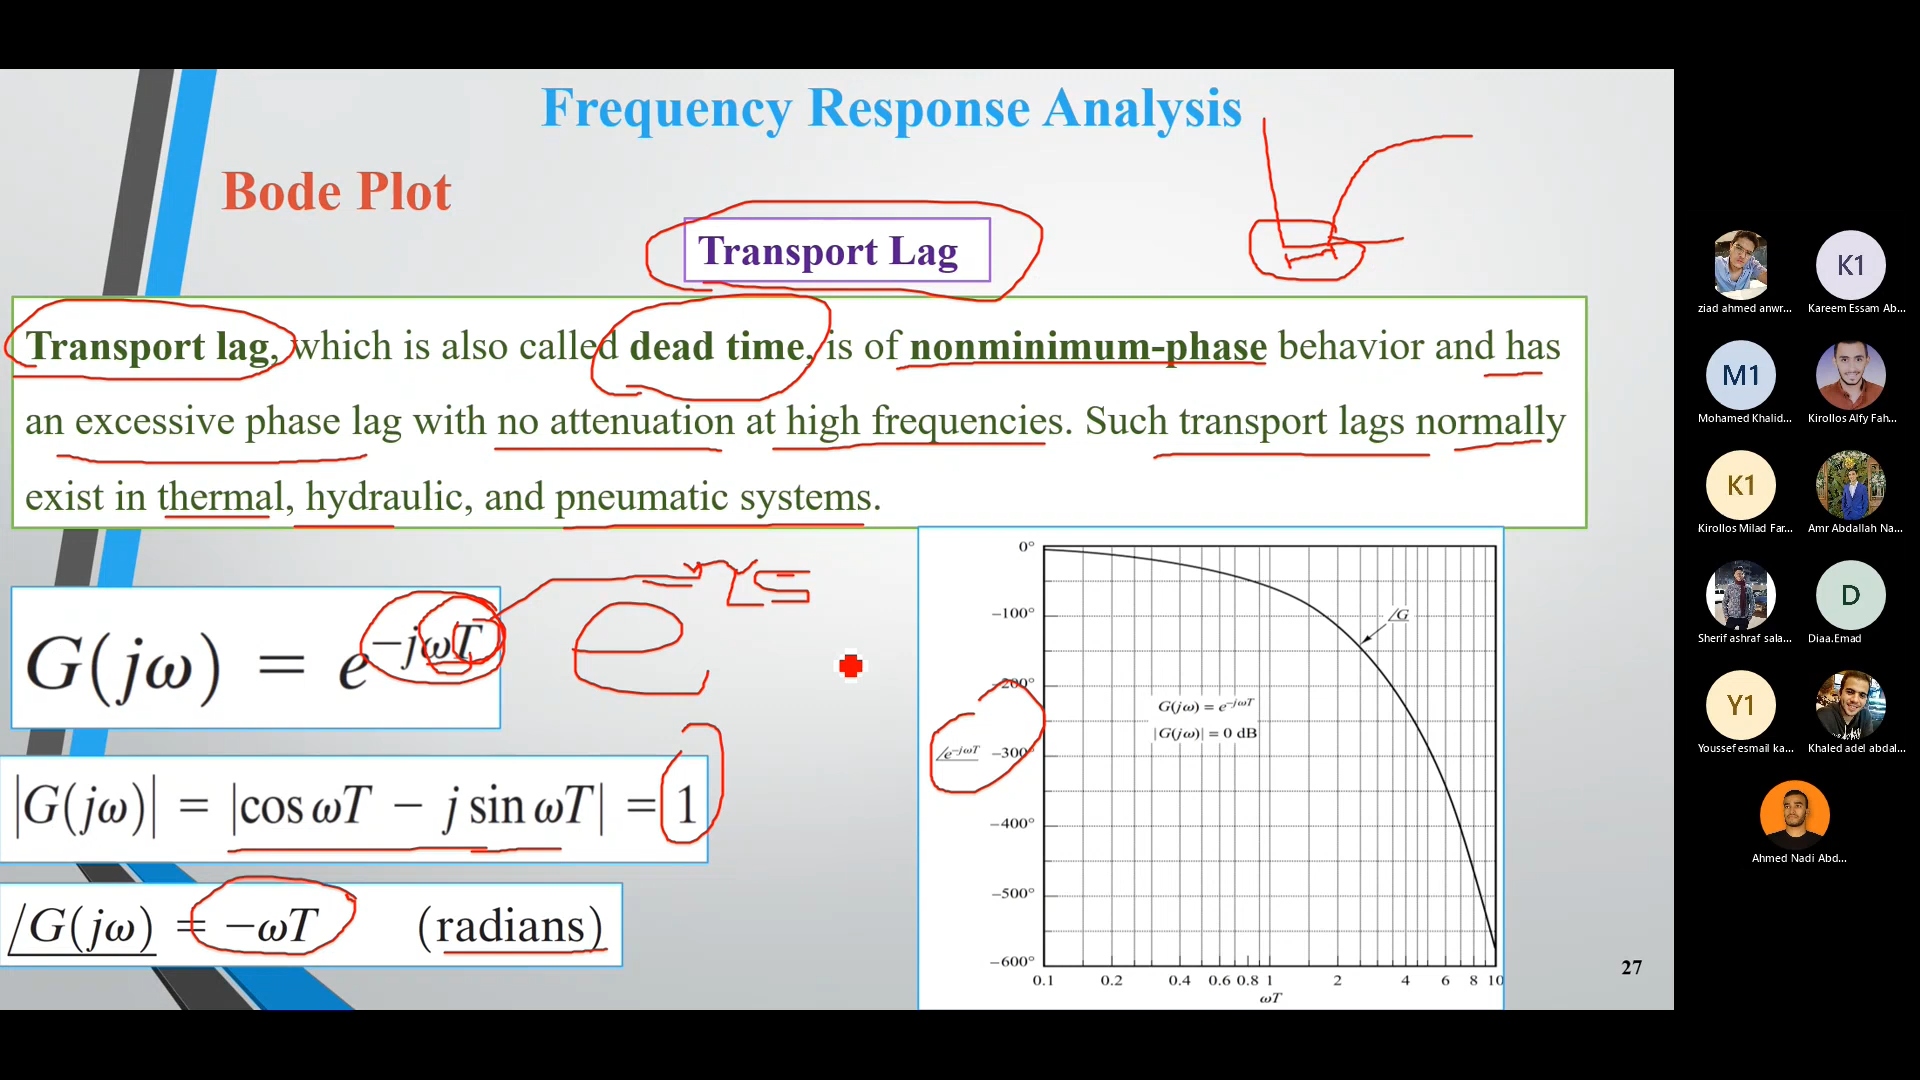 Frequency Response Analysis
Bode Plot
Transport Lag
Transport lag, which is also called dead time, is of nonminimum-phase behavior and has
an excessive phase lag with no attenuation at high frequencies. Such transport lags normally
exist in thermal, hydraulic, and pneumatic systems.
G(jω) = e^{-jωT}
|G(jω)| = |cos ωT − j sin ωT| = 1
/G(jω) = −ωT (radians)
0°
−100°
−200°
−300°
−400°
−500°
−600°
/e^{-jωT}
/G
G(jω) = e^{-jωT}
|G(jω)| = 0 dB
0.1 0.2 0.4 0.6 0.8 1 2 4 6 8 10
ωT
27
ziad ahmed anwr...
K1
Kareem Essam Ab...
M1
Mohamed Khalid...
Kirollos Alfy Fah...
K1
Kirollos Milad Far...
Amr Abdallah Na...
Sherif ashraf sala...
D
Diaa.Emad
Y1
Youssef esmail ka...
Khaled adel abdal...
Ahmed Nadi Abd...